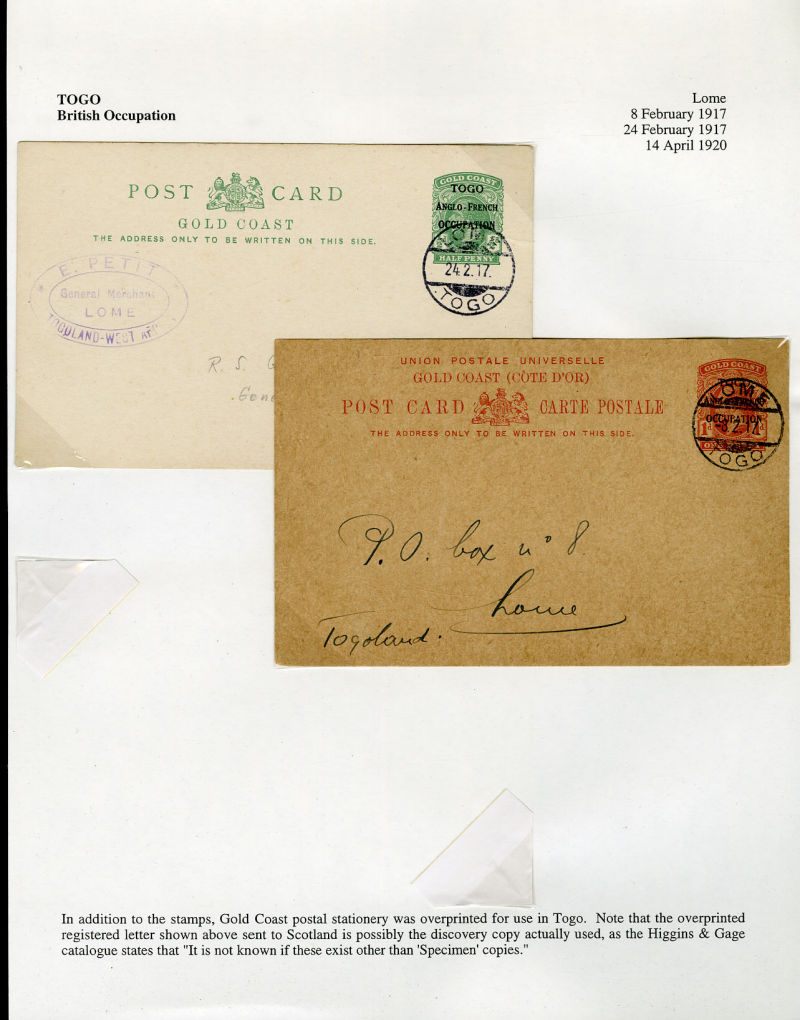 TOGO
British Occupation
Lome
8 February 1917
24 February 1917
14 April 1920
POST CARD
GOLD COAST
THE ADDRESS ONLY TO BE WRITTEN ON THIS SIDE.
GOLD COAST
TOGO
ANGLO-FRENCH
OCCUPATION
HALF PENNY
LOME
24.2.17.
TOGO
E. PETIT
General Merchant
LOME
TOGOLAND-WEST
R. S.
UNION POSTALE UNIVERSELLE
GOLD COAST (CÔTE D'OR)
POST CARD CARTE POSTALE
THE ADDRESS ONLY TO BE WRITTEN ON THIS SIDE.
GOLD COAST
LOME
OCCUPATION
-8.2.17.
1d
TOGO
P.O. box n° 8.
Lome
Togoland.
In addition to the stamps, Gold Coast postal stationery was overprinted for use in Togo. Note that the overprinted
registered letter shown above sent to Scotland is possibly the discovery copy actually used, as the Higgins & Gage
catalogue states that "It is not known if these exist other than 'Specimen' copies."